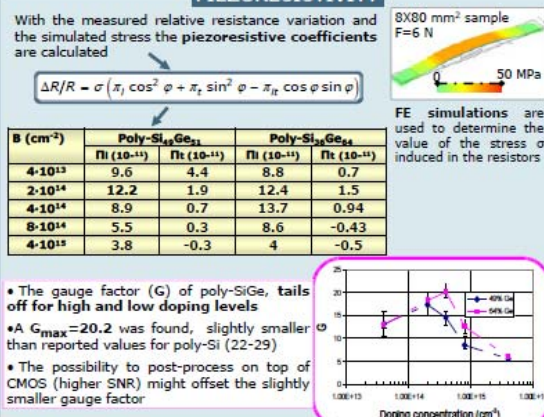 With the measured relative resistance variation and
the simulated stress the piezoresistive coefficients
are calculated
ΔR/R = σ(π_l cos² φ + π_t sin² φ − π_lt cos φ sin φ)
8X80 mm² sample
F=6 N
0 50 MPa
FE simulations are
used to determine the
value of the stress σ
induced in the resistors
B (cm⁻²) Poly-Si₄₉Ge₅₁ Poly-Si₃₆Ge₆₄
Πl (10⁻¹¹) Πt (10⁻¹¹) Πl (10⁻¹¹) Πt (10⁻¹¹)
4·10¹³ 9.6 4.4 8.8 0.7
2·10¹⁴ 12.2 1.9 12.4 1.5
4·10¹⁴ 8.9 0.7 13.7 0.94
8·10¹⁴ 5.5 0.3 8.6 -0.43
4·10¹⁵ 3.8 -0.3 4 -0.5
• The gauge factor (G) of poly-SiGe, tails
off for high and low doping levels
•A Gmax=20.2 was found, slightly smaller
than reported values for poly-Si (22-29)
• The possibility to post-process on top of
CMOS (higher SNR) might offset the slightly
smaller gauge factor
25
20
15
10
5
0
G
64% Ge
1.00E+13 1.00E+14 1.00E+15
Doping concentration (cm⁻²)